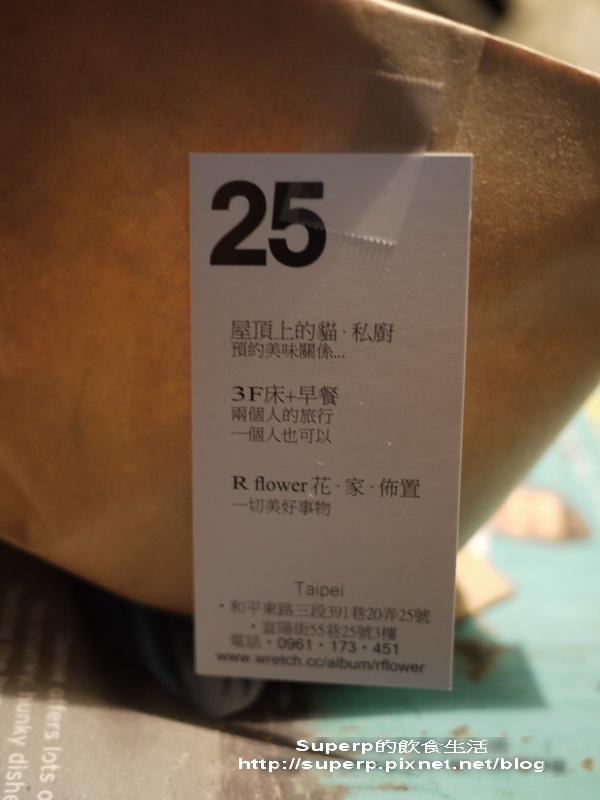 25
屋頂上的貓‧私廚
預約美味關係...
3F床+早餐
兩個人的旅行
一個人也可以
R flower花‧家‧佈置
一切美好事物
Taipei
‧和平東路三段391巷20弄25號
‧富陽街55巷25號3樓
電話‧0961‧173‧451
www.wretch.cc/album/rflower
offers lots o
hunky dishe
Superp的飲食生活
http://superp.pixnet.net/blog